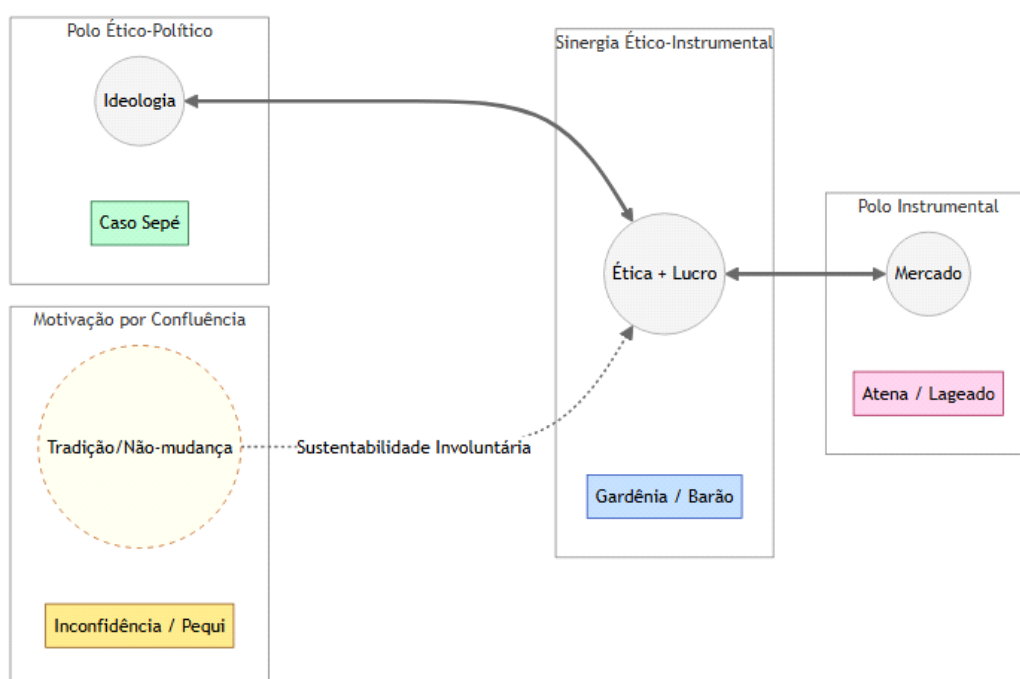 Polo Ético-Político
Ideologia
Caso Sepé
Motivação por Confluência
Tradição/Não-mudança
Sustentabilidade Involuntária
Inconfidência / Pequi
Sinergia Ético-Instrumental
Ética + Lucro
Gardênia / Barão
Polo Instrumental
Mercado
Atena / Lageado